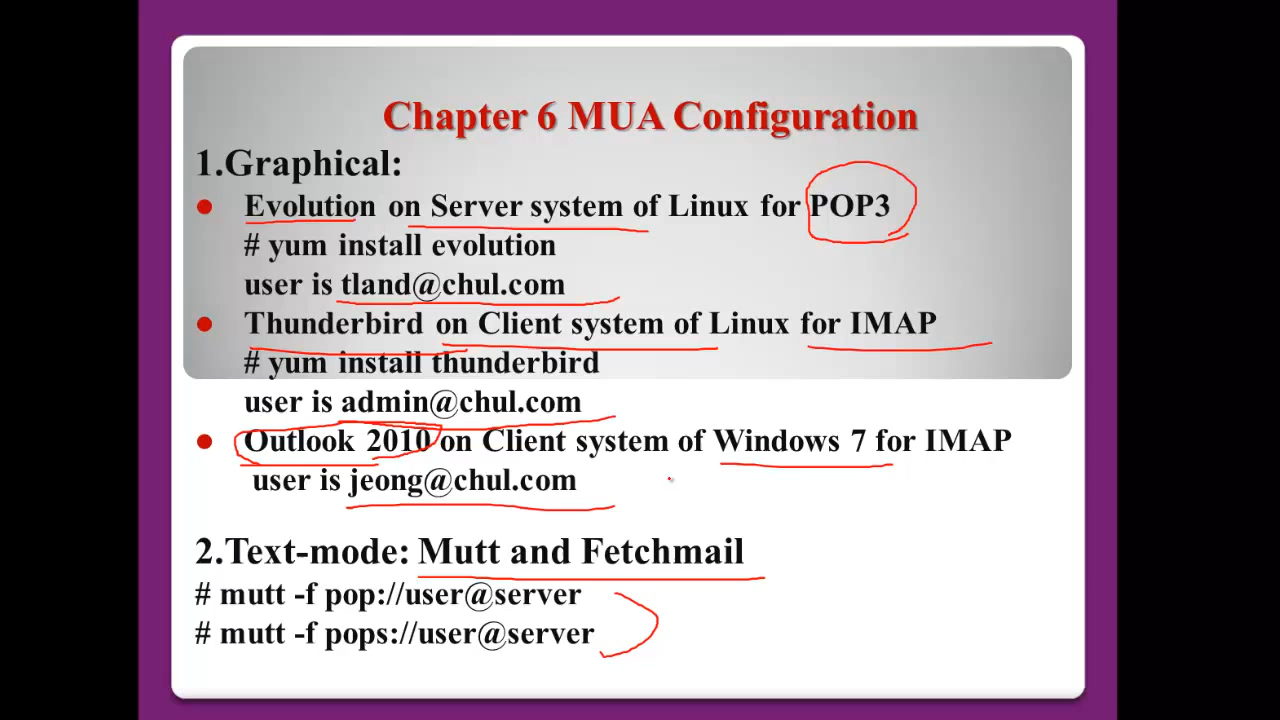 Chapter 6 MUA Configuration
1.Graphical:
● Evolution on Server system of Linux for POP3
# yum install evolution
user is tland@chul.com
● Thunderbird on Client system of Linux for IMAP
# yum install thunderbird
user is admin@chul.com
● Outlook 2010 on Client system of Windows 7 for IMAP
user is jeong@chul.com
2.Text-mode: Mutt and Fetchmail
# mutt -f pop://user@server
# mutt -f pops://user@server